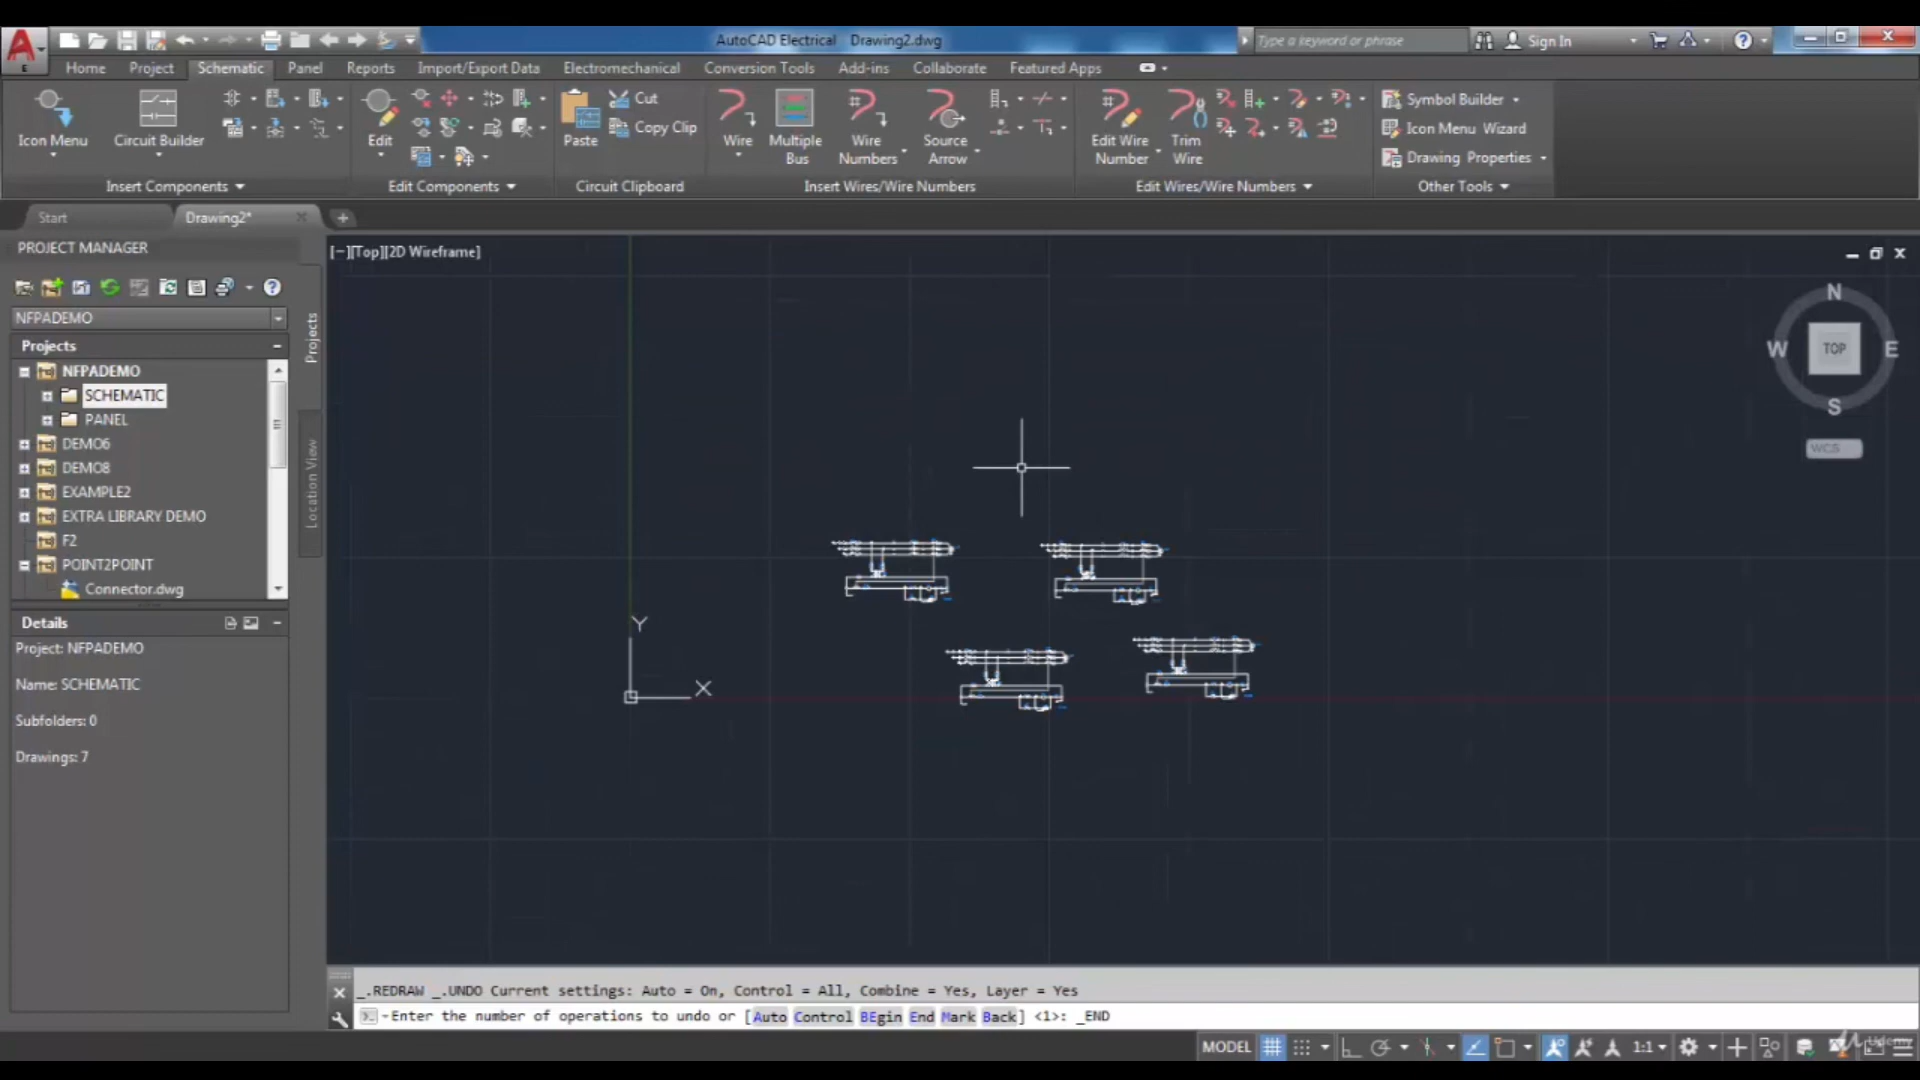 AutoCAD Electrical Drawing2.dwg
Type a keyword or phrase
Sign In
Home Project Schematic Panel Reports Import/Export Data Electromechanical Conversion Tools Add-ins Collaborate Featured Apps
Icon Menu
Circuit Builder
Edit
Paste
Cut
Copy Clip
Wire
Multiple Bus
Wire Numbers
Source Arrow
Edit Wire Number
Trim Wire
Symbol Builder
Icon Menu Wizard
Drawing Properties
Insert Components
Edit Components
Circuit Clipboard
Insert Wires/Wire Numbers
Edit Wires/Wire Numbers
Other Tools
Start
Drawing2*
PROJECT MANAGER
[−][Top][2D Wireframe]
NFPADEMO
Projects
NFPADEMO
SCHEMATIC
PANEL
DEMO6
DEMO8
EXAMPLE2
EXTRA LIBRARY DEMO
F2
POINT2POINT
Connector.dwg
Projects
Location View
Details
Project: NFPADEMO
Name: SCHEMATIC
Subfolders: 0
Drawings: 7
N
W
TOP
E
S
WCS
Y
X
_.REDRAW _.UNDO Current settings: Auto = On, Control = All, Combine = Yes, Layer = Yes
-Enter the number of operations to undo or [Auto Control BEgin End Mark Back] <1>: _END
MODEL
1:1
Udemy